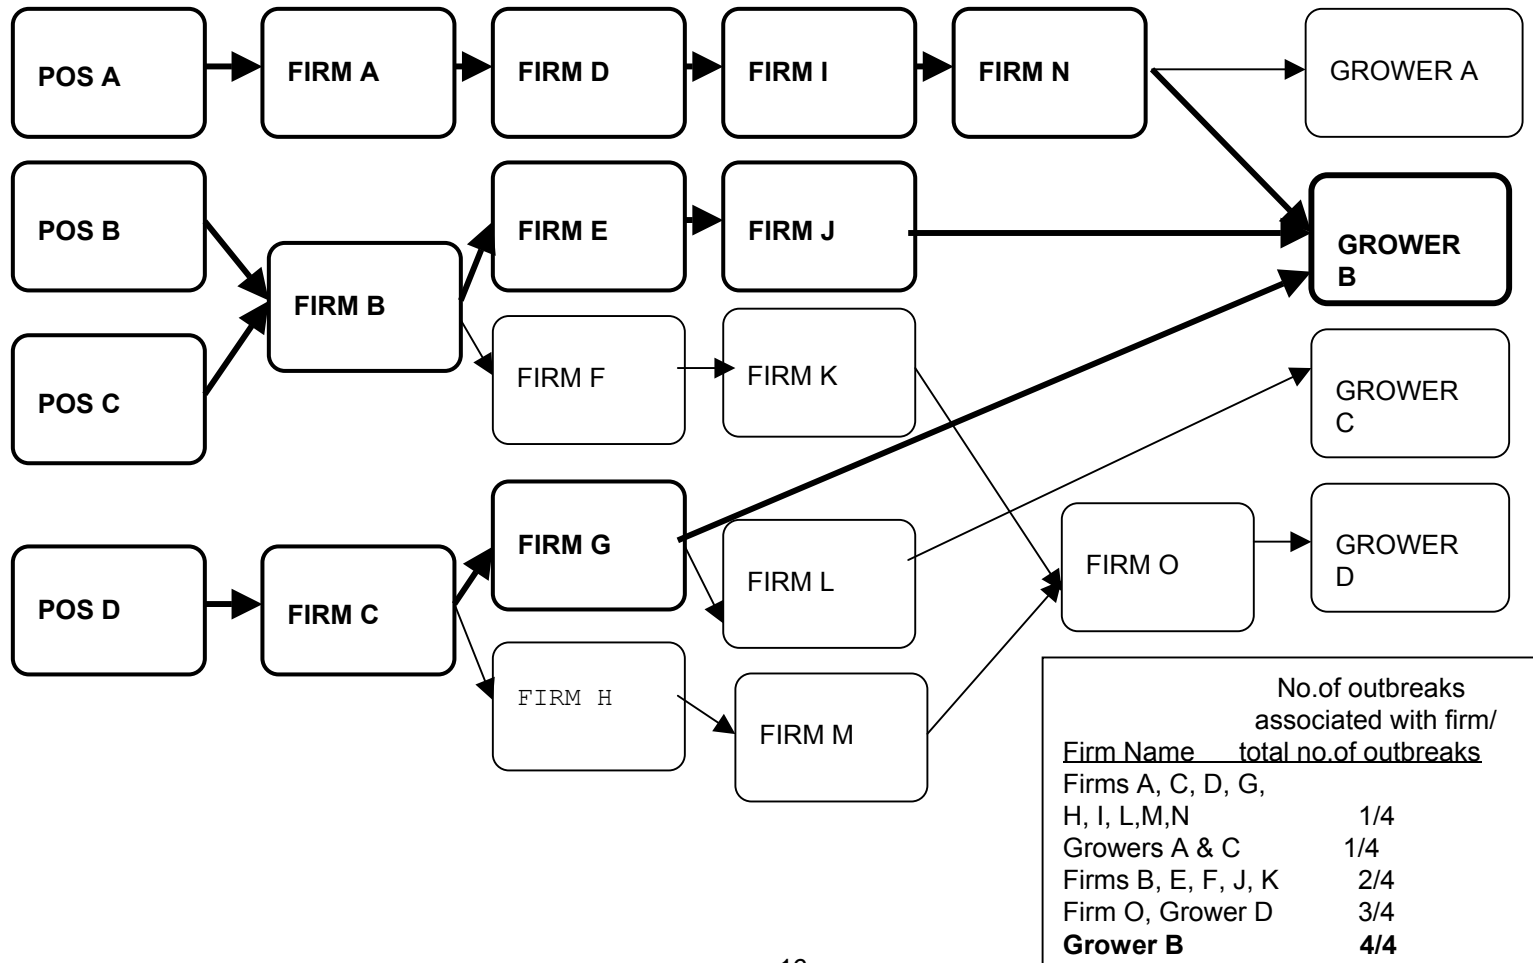 POS A
FIRM A
FIRM D
FIRM I
FIRM N
GROWER A
POS B
FIRM B
FIRM E
FIRM J
GROWER
B
POS C
FIRM F
FIRM K
GROWER
C
POS D
FIRM C
FIRM G
FIRM L
FIRM O
GROWER
D
FIRM H
FIRM M
No.of outbreaks
associated with firm/
Firm Name total no.of outbreaks
Firms A, C, D, G,
H, I, L,M,N 1/4
Growers A & C 1/4
Firms B, E, F, J, K 2/4
Firm O, Grower D 3/4
Grower B 4/4